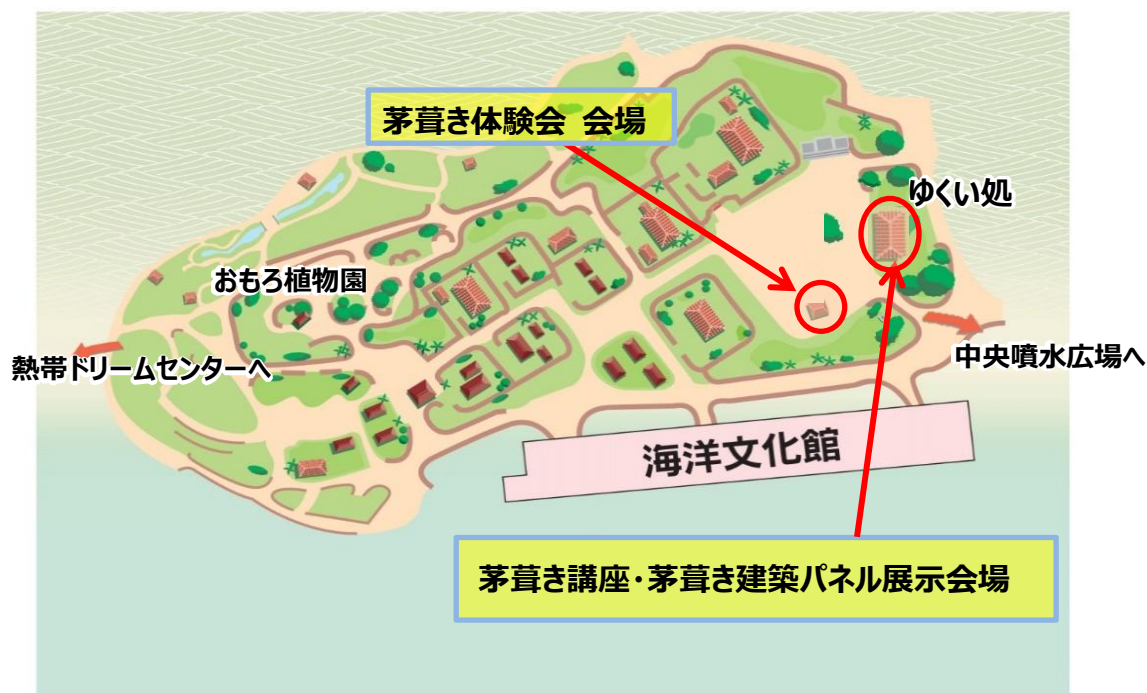 茅葺き体験会 会場
ゆくい処
おもろ植物園
熱帯ドリームセンターへ
中央噴水広場へ
海洋文化館
茅葺き講座・茅葺き建築パネル展示会場